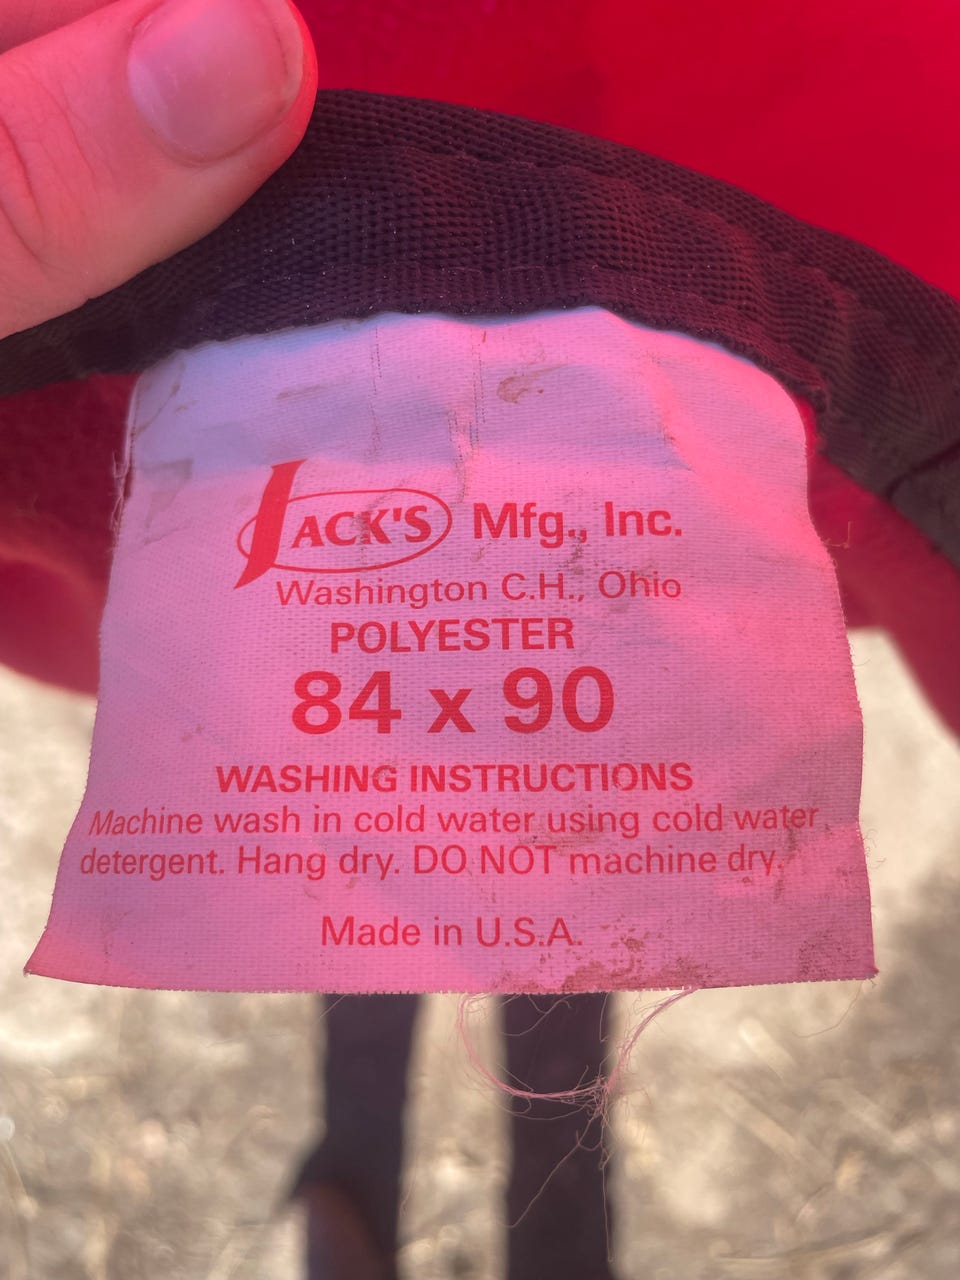 JACK'S Mfg., Inc.
Washington C.H., Ohio
POLYESTER
84 x 90
WASHING INSTRUCTIONS
Machine wash in cold water using cold water
detergent. Hang dry. DO NOT machine dry.
Made in U.S.A.